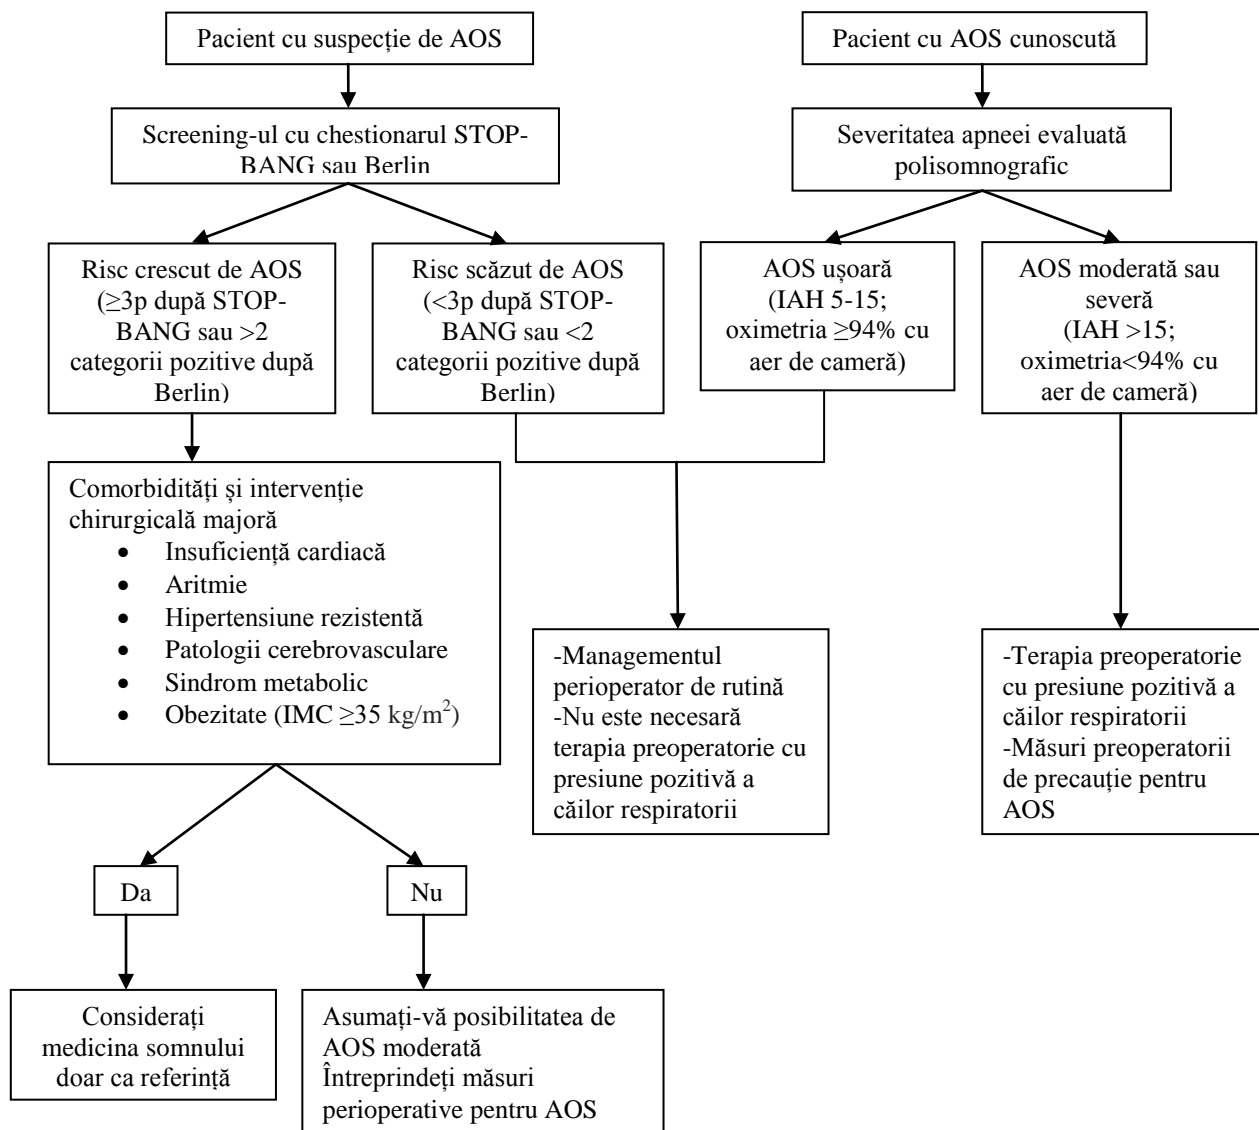 Pacient cu suspecție de AOS
Pacient cu AOS cunoscută
Screening-ul cu chestionarul STOP-
BANG sau Berlin
Severitatea apneei evaluată
polisomnografic
Risc crescut de AOS
(≥3p după STOP-
BANG sau >2
categorii pozitive după
Berlin)
Risc scăzut de AOS
(<3p după STOP-
BANG sau <2
categorii pozitive după
Berlin)
AOS ușoară
(IAH 5-15;
oximetria ≥94% cu
aer de cameră)
AOS moderată sau
severă
(IAH >15;
oximetria<94% cu
aer de cameră)
Comorbidități și intervenție
chirurgicală majoră
• Insuficiență cardiacă
• Aritmie
• Hipertensiune rezistentă
• Patologii cerebrovasculare
• Sindrom metabolic
• Obezitate (IMC ≥35 kg/m²)
-Managmentul
perioperator de rutină
-Nu este necesară
terapia preoperatorie cu
presiune pozitivă a
căilor respiratorii
-Terapia preoperatorie
cu presiune pozitivă a
căilor respiratorii
-Măsuri preoperatorii
de precauție pentru
AOS
Da
Nu
Considerați
medicina somnului
doar ca referință
Asumați-vă posibilitatea de
AOS moderată
Întreprindeți măsuri
perioperative pentru AOS